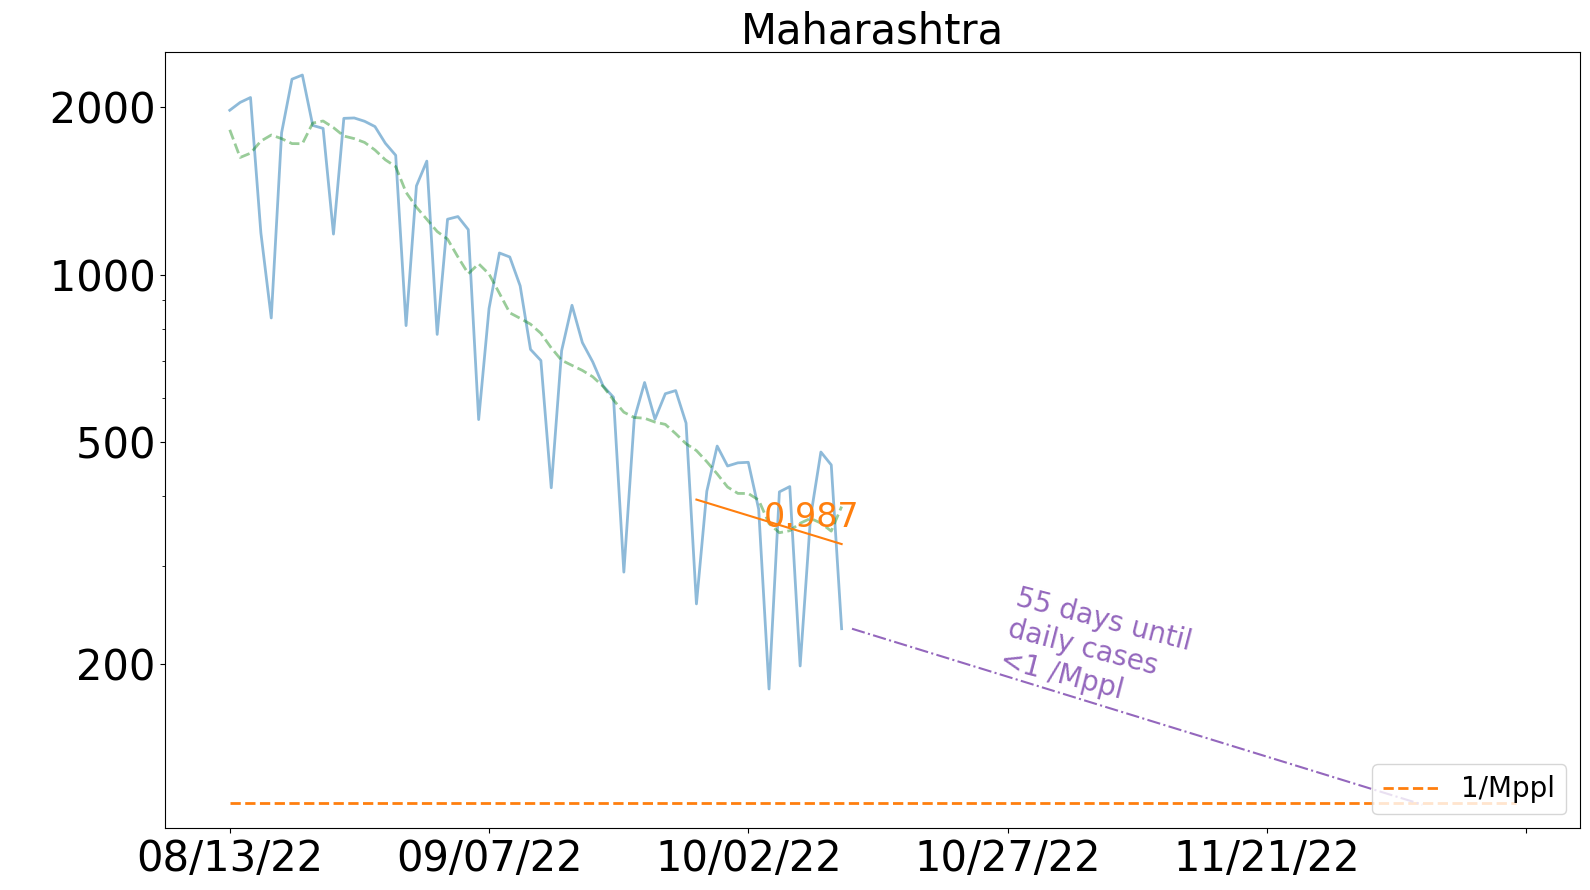 Maharashtra
2000
1000
500
200
0.987
55 days until
daily cases
<1 /Mppl
1/Mppl
08/13/22 09/07/22 10/02/22 10/27/22 11/21/22